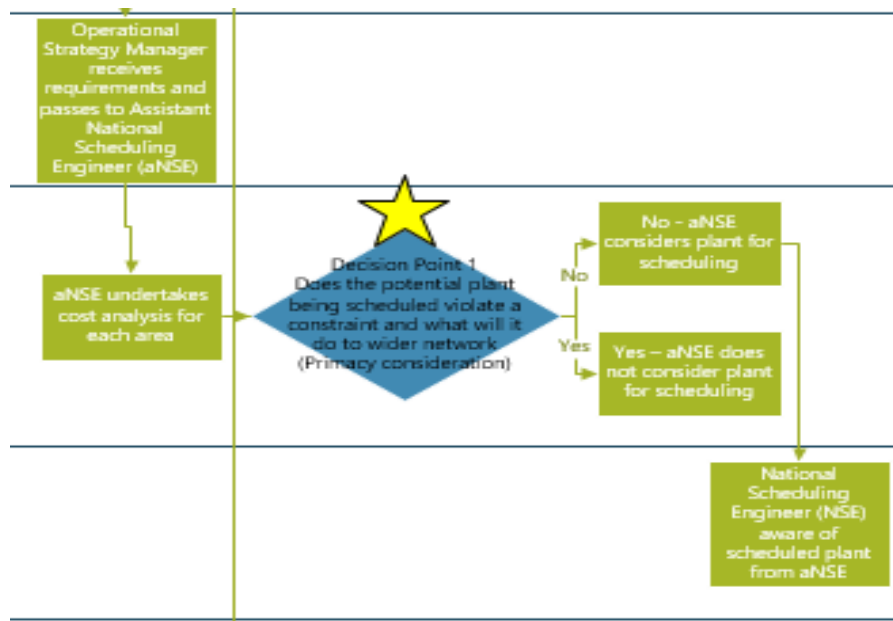 Operational
Strategy Manager
receives
requirements and
passes to Assistant
National
Scheduling
Engineer (aNSE)
aNSE undertakes
cost analysis for
each area
Decision Point 1
Does the potential plant
being scheduled violate a
constraint and what will it
do to wider network
(Primacy consideration)
No
Yes
No - aNSE
considers plant for
scheduling
Yes – aNSE does
not consider plant
for scheduling
National
Scheduling
Engineer (NSE)
aware of
scheduled plant
from aNSE